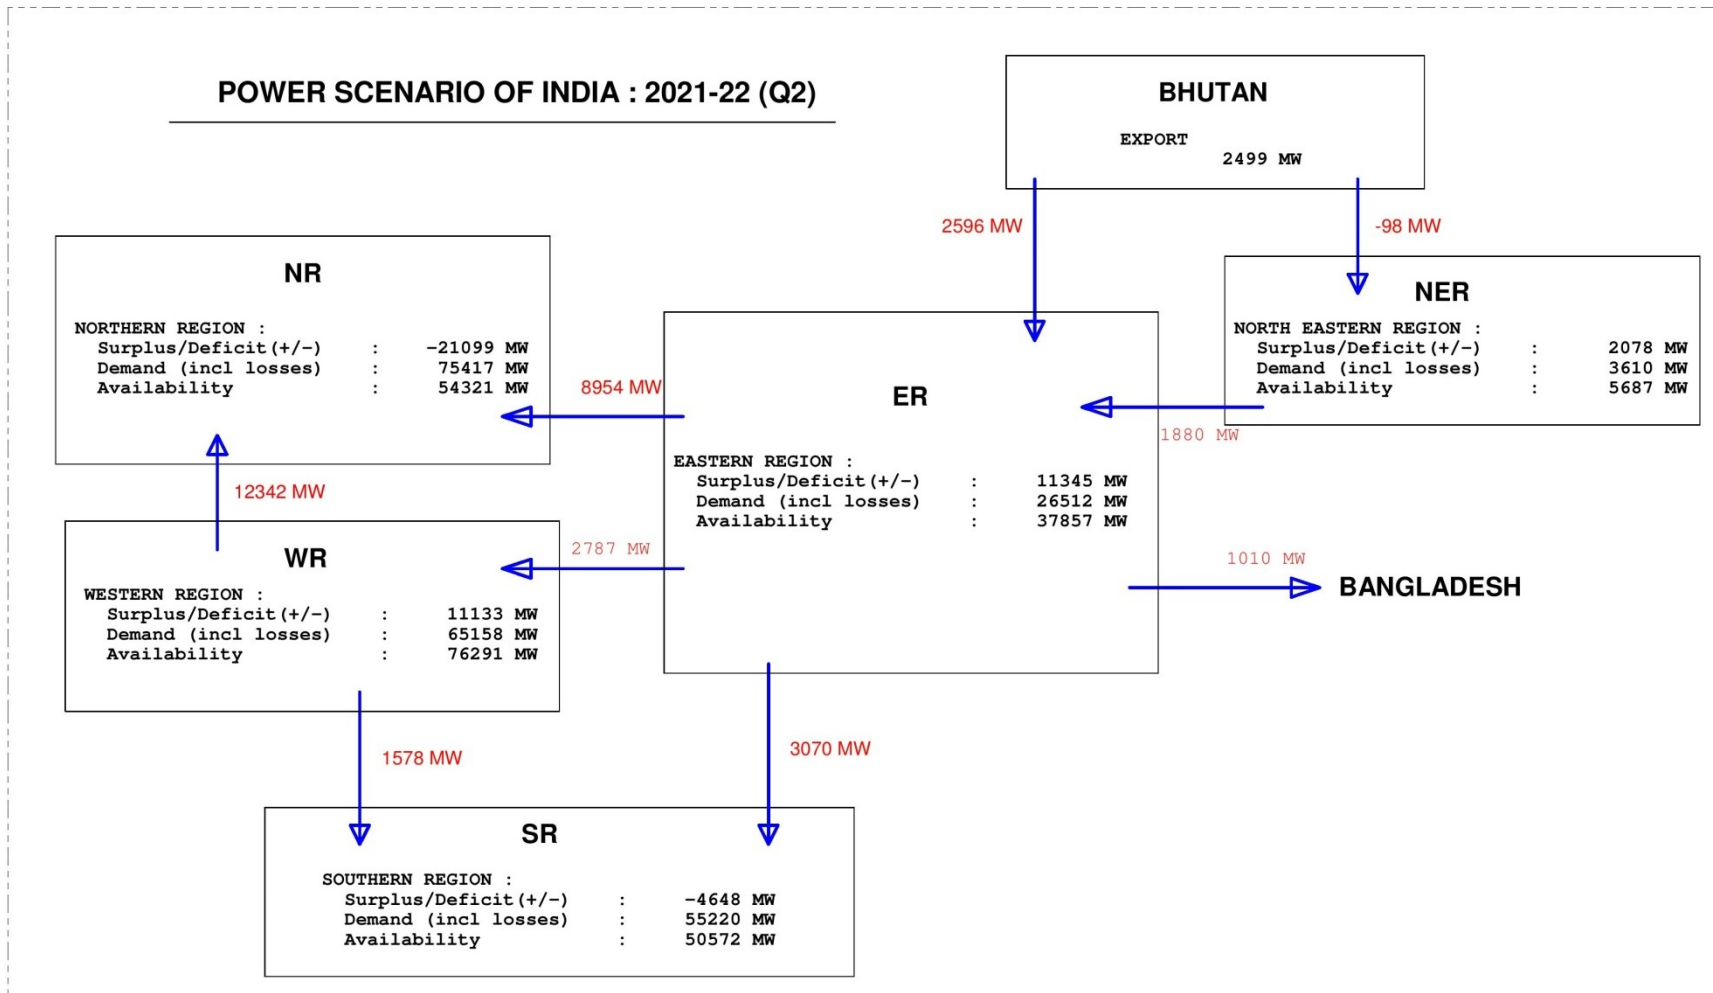 POWER SCENARIO OF INDIA : 2021-22 (Q2)
BHUTAN
EXPORT
2499 MW
2596 MW
-98 MW
NR
NORTHERN REGION :
Surplus/Deficit(+/-) : -21099 MW
Demand (incl losses) : 75417 MW
Availability : 54321 MW
NER
NORTH EASTERN REGION :
Surplus/Deficit(+/-) : 2078 MW
Demand (incl losses) : 3610 MW
Availability : 5687 MW
8954 MW
1880 MW
ER
EASTERN REGION :
Surplus/Deficit(+/-) : 11345 MW
Demand (incl losses) : 26512 MW
Availability : 37857 MW
12342 MW
2787 MW
WR
WESTERN REGION :
Surplus/Deficit(+/-) : 11133 MW
Demand (incl losses) : 65158 MW
Availability : 76291 MW
1010 MW
BANGLADESH
1578 MW
3070 MW
SR
SOUTHERN REGION :
Surplus/Deficit(+/-) : -4648 MW
Demand (incl losses) : 55220 MW
Availability : 50572 MW